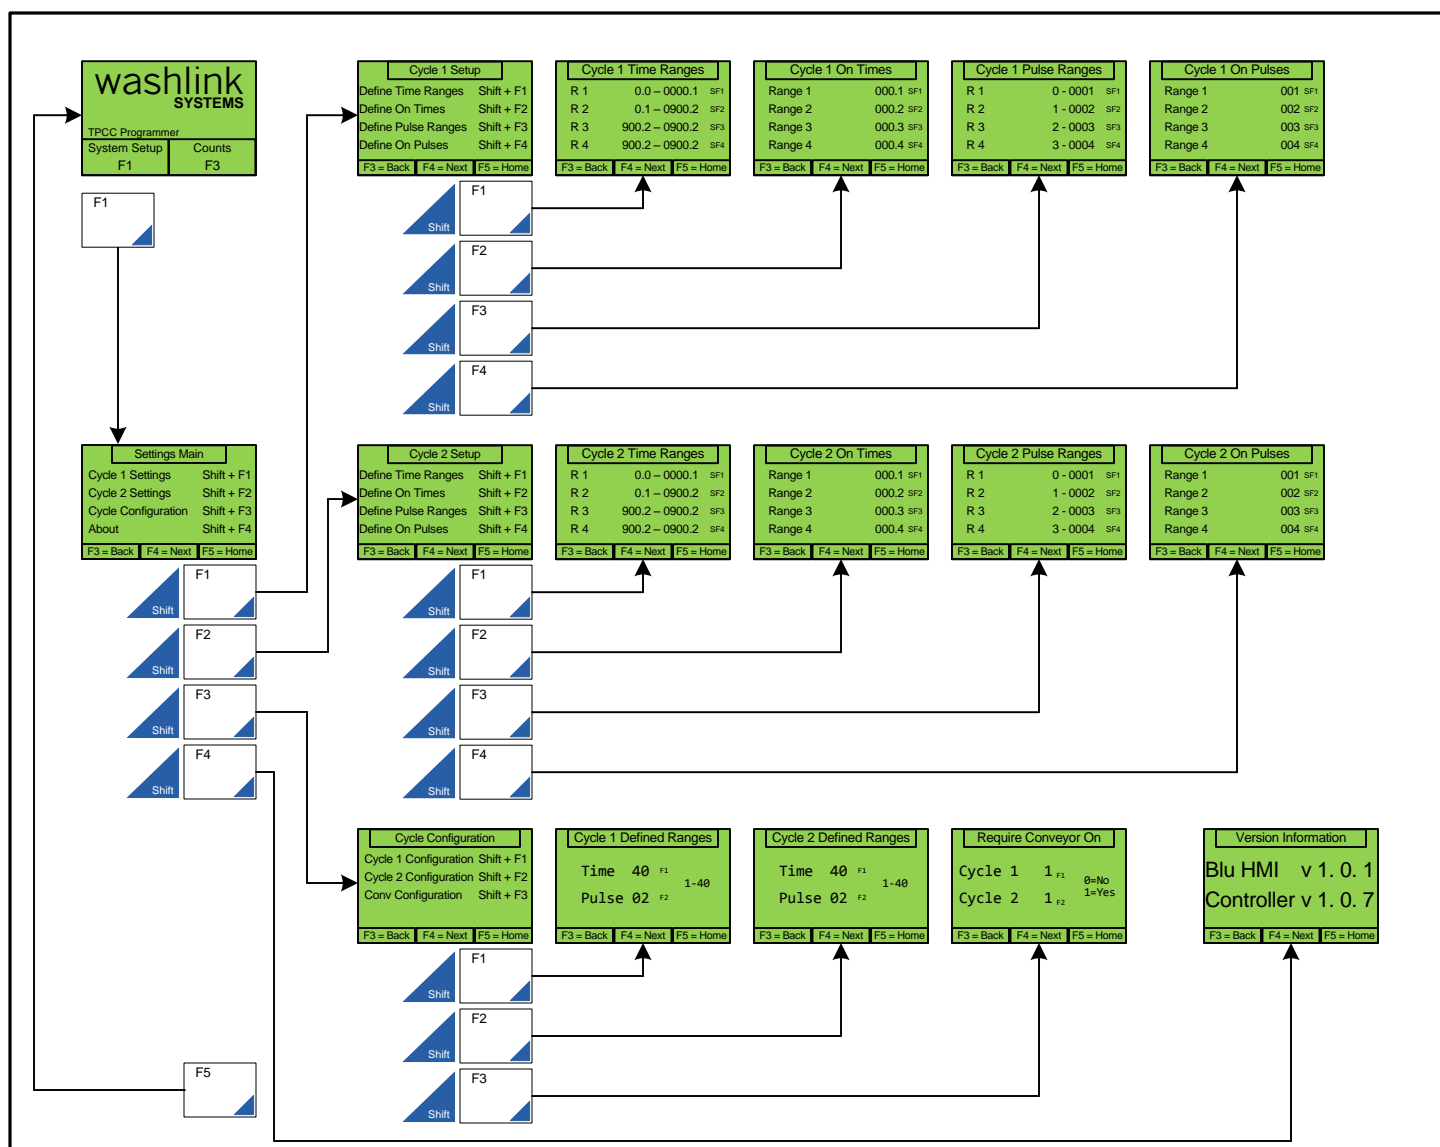 washlink
SYSTEMS
TPCC Programmer
System Setup Counts
F1 F3
F1
Cycle 1 Setup
Define Time Ranges Shift + F1
Define On Times Shift + F2
Define Pulse Ranges Shift + F3
Define On Pulses Shift + F4
F3 = Back F4 = Next F5 = Home
Shift F1
Shift F2
Shift F3
Shift F4
Cycle 1 Time Ranges
R 1 0.0 – 0000.1 SF1
R 2 0.1 – 0900.2 SF2
R 3 900.2 – 0900.2 SF3
R 4 900.2 – 0900.2 SF4
F3 = Back F4 = Next F5 = Home
Cycle 1 On Times
Range 1 000.1 SF1
Range 2 000.2 SF2
Range 3 000.3 SF3
Range 4 000.4 SF4
F3 = Back F4 = Next F5 = Home
Cycle 1 Pulse Ranges
R 1 0 - 0001 SF1
R 2 1 - 0002 SF2
R 3 2 - 0003 SF3
R 4 3 - 0004 SF4
F3 = Back F4 = Next F5 = Home
Cycle 1 On Pulses
Range 1 001 SF1
Range 2 002 SF2
Range 3 003 SF3
Range 4 004 SF4
F3 = Back F4 = Next F5 = Home
Settings Main
Cycle 1 Settings Shift + F1
Cycle 2 Settings Shift + F2
Cycle Configuration Shift + F3
About Shift + F4
F3 = Back F4 = Next F5 = Home
Shift F1
Shift F2
Shift F3
Shift F4
Cycle 2 Setup
Define Time Ranges Shift + F1
Define On Times Shift + F2
Define Pulse Ranges Shift + F3
Define On Pulses Shift + F4
F3 = Back F4 = Next F5 = Home
Shift F1
Shift F2
Shift F3
Shift F4
Cycle 2 Time Ranges
R 1 0.0 – 0000.1 SF1
R 2 0.1 – 0900.2 SF2
R 3 900.2 – 0900.2 SF3
R 4 900.2 – 0900.2 SF4
F3 = Back F4 = Next F5 = Home
Cycle 2 On Times
Range 1 000.1 SF1
Range 2 000.2 SF2
Range 3 000.3 SF3
Range 4 000.4 SF4
F3 = Back F4 = Next F5 = Home
Cycle 2 Pulse Ranges
R 1 0 - 0001 SF1
R 2 1 - 0002 SF2
R 3 2 - 0003 SF3
R 4 3 - 0004 SF4
F3 = Back F4 = Next F5 = Home
Cycle 2 On Pulses
Range 1 001 SF1
Range 2 002 SF2
Range 3 003 SF3
Range 4 004 SF4
F3 = Back F4 = Next F5 = Home
Cycle Configuration
Cycle 1 Configuration Shift + F1
Cycle 2 Configuration Shift + F2
Conv Configuration Shift + F3
F3 = Back F4 = Next F5 = Home
Shift F1
Shift F2
Shift F3
Cycle 1 Defined Ranges
Time 40 F1
1-40
Pulse 02 F2
F3 = Back F4 = Next F5 = Home
Cycle 2 Defined Ranges
Time 40 F1
1-40
Pulse 02 F2
F3 = Back F4 = Next F5 = Home
Require Conveyor On
Cycle 1 1 F1 0=No
Cycle 2 1 F2 1=Yes
F3 = Back F4 = Next F5 = Home
Version Information
Blu HMI v 1. 0. 1
Controller v 1. 0. 7
F3 = Back F4 = Next F5 = Home
F5